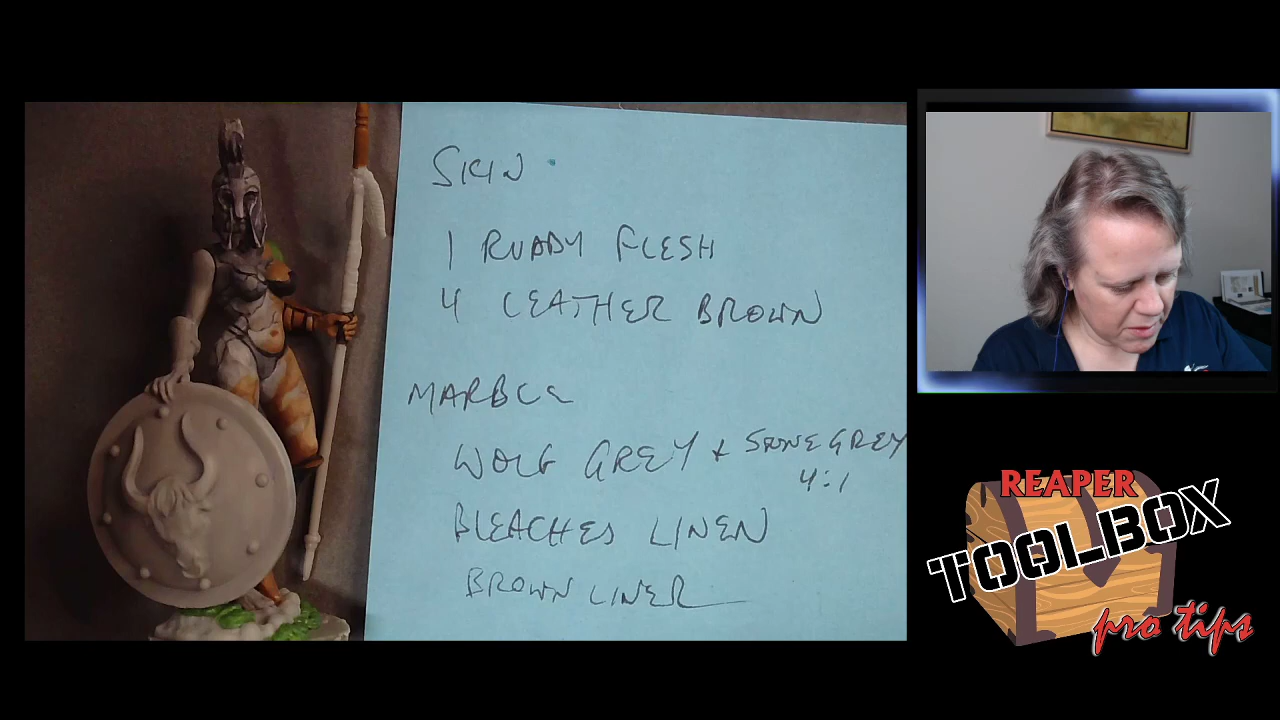 SKIN
1 RUDDY FLESH
4 LEATHER BROWN
MARBLE
WOLF GREY + STONE GREY
4:1
BLEACHED LINEN
BROWN LINER
REAPER
TOOLBOX
pro tips